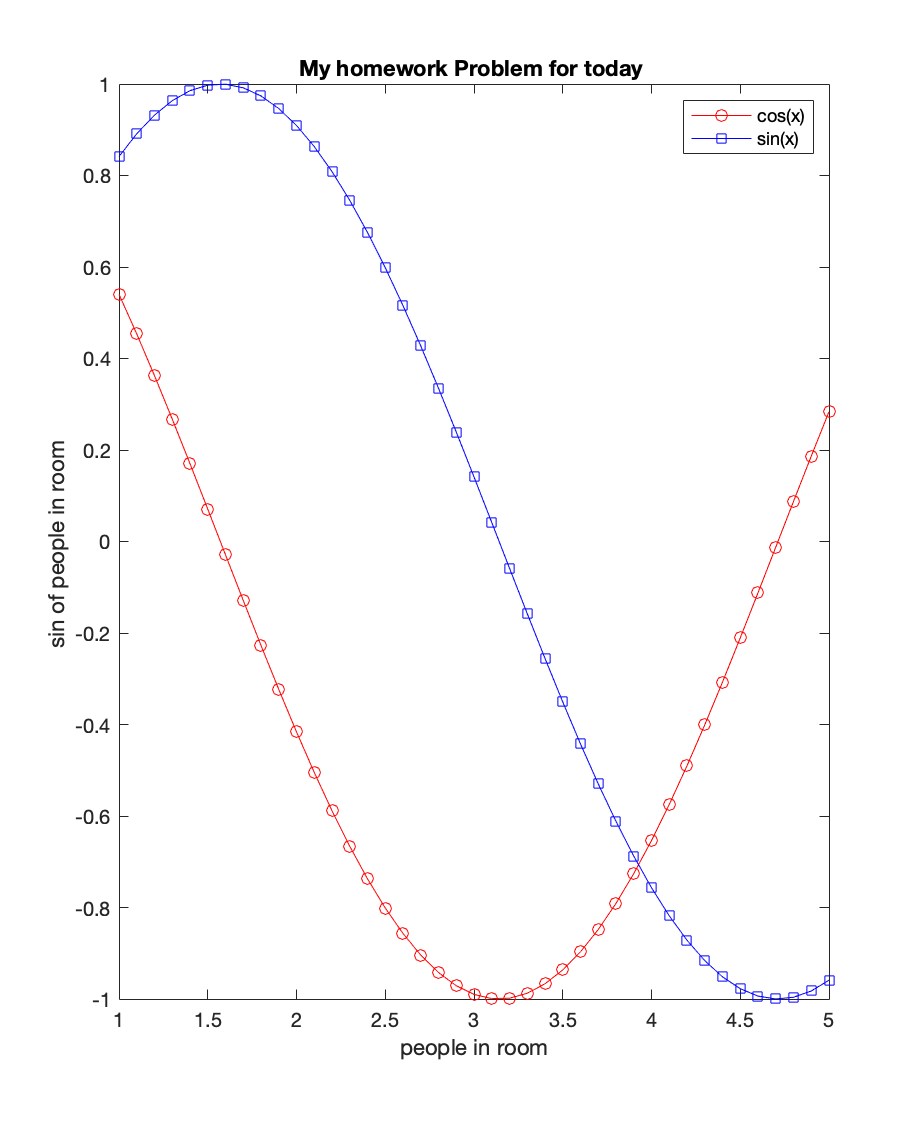 My homework Problem for today
cos(x)
sin(x)
1
0.8
0.6
0.4
0.2
0
-0.2
-0.4
-0.6
-0.8
-1
sin of people in room
1 1.5 2 2.5 3 3.5 4 4.5 5
people in room